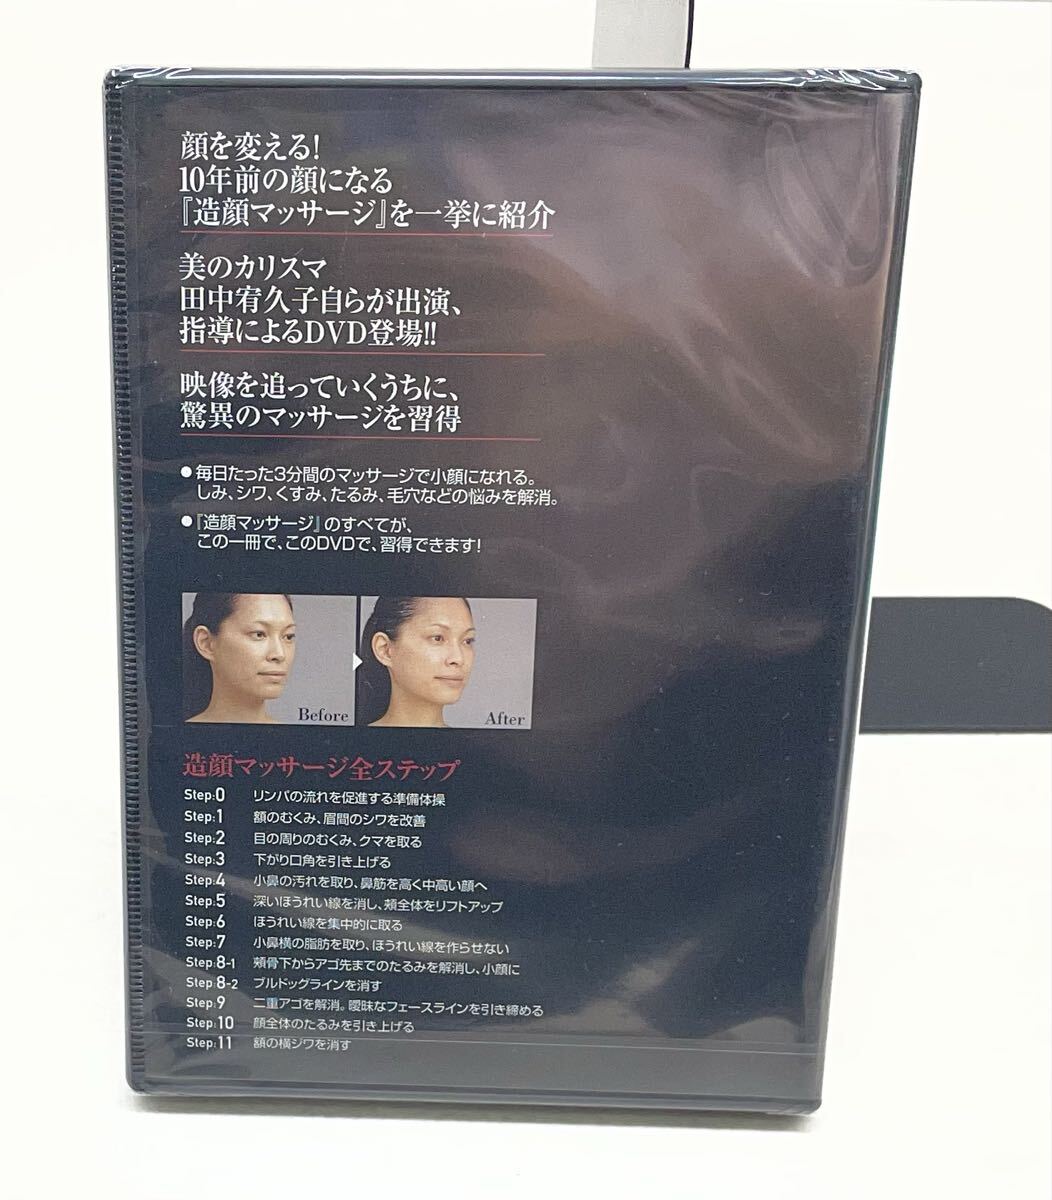 顔を変える!
10年前の顔になる
『造顔マッサージ』を一挙に紹介
美のカリスマ
田中宥久子自らが出演、
指導によるDVD登場!!
映像を追っていくうちに、
驚異のマッサージを習得
●毎日たった3分間のマッサージで小顔になれる。
しみ、シワ、くすみ、たるみ、毛穴などの悩みを解消。
●『造顔マッサージ』のすべてが、
この一冊で、このDVDで、習得できます!
Before
After
造顔マッサージ全ステップ
Step:0 リンパの流れを促進する準備体操
Step:1 額のむくみ、眉間のシワを改善
Step:2 目の周りのむくみ、クマを取る
Step:3 下がり口角を引き上げる
Step:4 小鼻の汚れを取り、鼻筋を高く中高い顔へ
Step:5 深いほうれい線を消し、頬全体をリフトアップ
Step:6 ほうれい線を集中的に取る
Step:7 小鼻横の脂肪を取り、ほうれい線を作らせない
Step:8-1 頬骨下からアゴ先までのたるみを解消し、小顔に
Step:8-2 ブルドッグラインを消す
Step:9 二重アゴを解消。曖昧なフェースラインを引き締める
Step:10 顔全体のたるみを引き上げる
Step:11 額の横ジワを消す